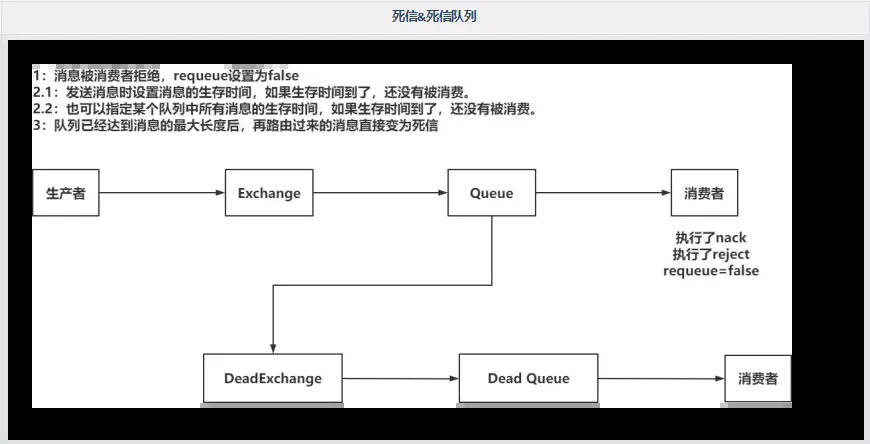 死信&死信队列
1：消息被消费者拒绝，requeue设置为false
2.1：发送消息时设置消息的生存时间，如果生存时间到了，还没有被消费。
2.2：也可以指定某个队列中所有消息的生存时间，如果生存时间到了，还没有被消费。
3：队列已经达到消息的最大长度后，再路由过来的消息直接变为死信
生产者
Exchange
Queue
消费者
执行了nack
执行了reject
requeue=false
DeadExchange
Dead Queue
消费者